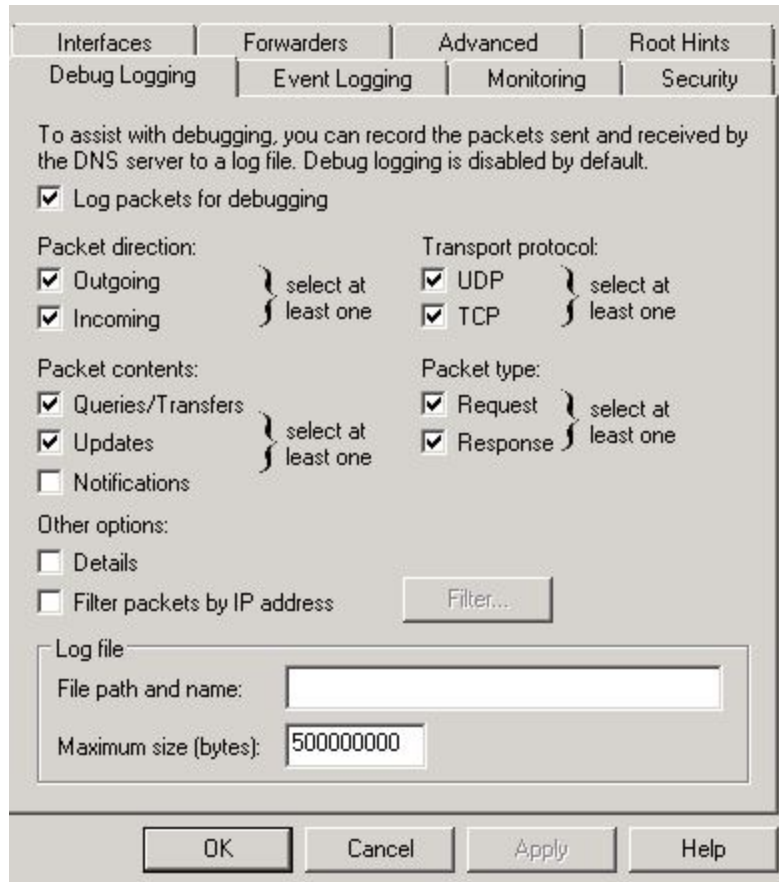 Interfaces Forwarders Advanced Root Hints
Debug Logging Event Logging Monitoring Security
To assist with debugging, you can record the packets sent and received by
the DNS server to a log file. Debug logging is disabled by default.
Log packets for debugging
Packet direction:
Outgoing
Incoming
select at
least one
Transport protocol:
UDP
TCP
select at
least one
Packet contents:
Queries/Transfers
Updates
Notifications
select at
least one
Packet type:
Request
Response
select at
least one
Other options:
Details
Filter packets by IP address
Filter...
Log file
File path and name:
Maximum size (bytes): 500000000
OK Cancel Apply Help